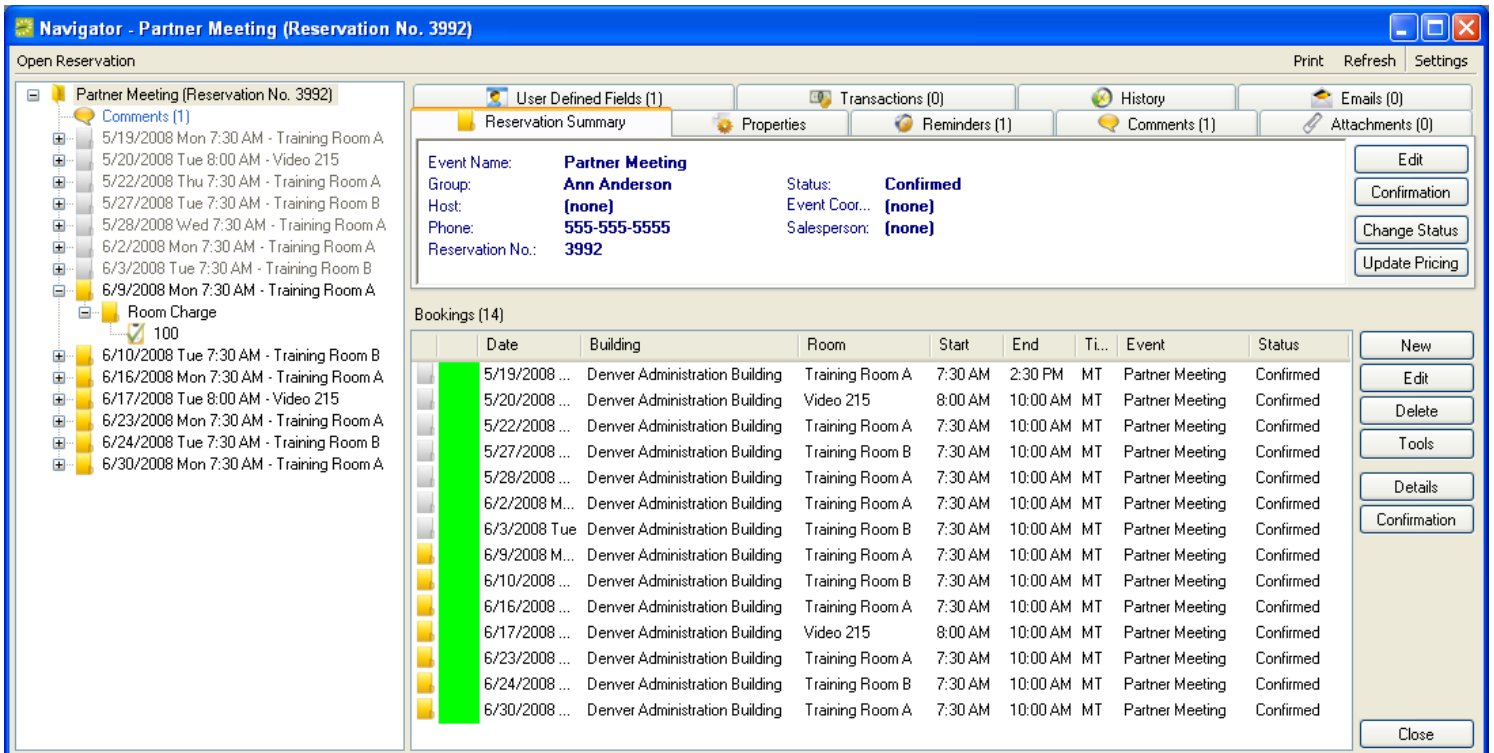 Navigator - Partner Meeting (Reservation No. 3992)
Open Reservation Print Refresh Settings
Partner Meeting (Reservation No. 3992)
Comments (1)
5/19/2008 Mon 7:30 AM - Training Room A
5/20/2008 Tue 8:00 AM - Video 215
5/22/2008 Thu 7:30 AM - Training Room A
5/27/2008 Tue 7:30 AM - Training Room B
5/28/2008 Wed 7:30 AM - Training Room A
6/2/2008 Mon 7:30 AM - Training Room A
6/3/2008 Tue 7:30 AM - Training Room B
6/9/2008 Mon 7:30 AM - Training Room A
Room Charge
100
6/10/2008 Tue 7:30 AM - Training Room B
6/16/2008 Mon 7:30 AM - Training Room A
6/17/2008 Tue 8:00 AM - Video 215
6/23/2008 Mon 7:30 AM - Training Room A
6/24/2008 Tue 7:30 AM - Training Room B
6/30/2008 Mon 7:30 AM - Training Room A
User Defined Fields (1) Transactions (0) History Emails (0)
Reservation Summary Properties Reminders (1) Comments (1) Attachments (0)
Event Name: Partner Meeting
Group: Ann Anderson Status: Confirmed
Host: (none) Event Coor... (none)
Phone: 555-555-5555 Salesperson: (none)
Reservation No.: 3992
Edit
Confirmation
Change Status
Update Pricing
Bookings (14)
Date Building Room Start End Ti... Event Status
5/19/2008 ... Denver Administration Building Training Room A 7:30 AM 2:30 PM MT Partner Meeting Confirmed
5/20/2008 ... Denver Administration Building Video 215 8:00 AM 10:00 AM MT Partner Meeting Confirmed
5/22/2008 ... Denver Administration Building Training Room A 7:30 AM 10:00 AM MT Partner Meeting Confirmed
5/27/2008 ... Denver Administration Building Training Room B 7:30 AM 10:00 AM MT Partner Meeting Confirmed
5/28/2008 ... Denver Administration Building Training Room A 7:30 AM 10:00 AM MT Partner Meeting Confirmed
6/2/2008 M... Denver Administration Building Training Room A 7:30 AM 10:00 AM MT Partner Meeting Confirmed
6/3/2008 Tue Denver Administration Building Training Room B 7:30 AM 10:00 AM MT Partner Meeting Confirmed
6/9/2008 M... Denver Administration Building Training Room A 7:30 AM 10:00 AM MT Partner Meeting Confirmed
6/10/2008 ... Denver Administration Building Training Room B 7:30 AM 10:00 AM MT Partner Meeting Confirmed
6/16/2008 ... Denver Administration Building Training Room A 7:30 AM 10:00 AM MT Partner Meeting Confirmed
6/17/2008 ... Denver Administration Building Video 215 8:00 AM 10:00 AM MT Partner Meeting Confirmed
6/23/2008 ... Denver Administration Building Training Room A 7:30 AM 10:00 AM MT Partner Meeting Confirmed
6/24/2008 ... Denver Administration Building Training Room B 7:30 AM 10:00 AM MT Partner Meeting Confirmed
6/30/2008 ... Denver Administration Building Training Room A 7:30 AM 10:00 AM MT Partner Meeting Confirmed
New
Edit
Delete
Tools
Details
Confirmation
Close